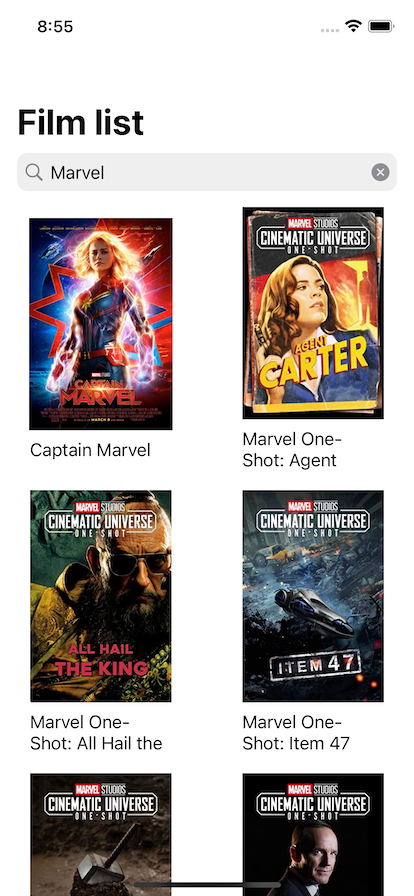 8:55
Film list
Marvel
CAPTAIN
MARVEL
MARCH 8
Captain Marvel
MARVEL STUDIOS
CINEMATIC UNIVERSE
ONE-SHOT
AGENT
CARTER
Marvel One-
Shot: Agent
MARVEL STUDIOS
CINEMATIC UNIVERSE
ONE-SHOT
ALL HAIL
THE KING
Marvel One-
Shot: All Hail the
MARVEL STUDIOS
CINEMATIC UNIVERSE
ONE-SHOT
ITEM 47
Marvel One-
Shot: Item 47
MARVEL STUDIOS
CINEMATIC UNIVERSE
ONE-SHOT
MARVEL STUDIOS
CINEMATIC UNIVERSE
ONE-SHOT